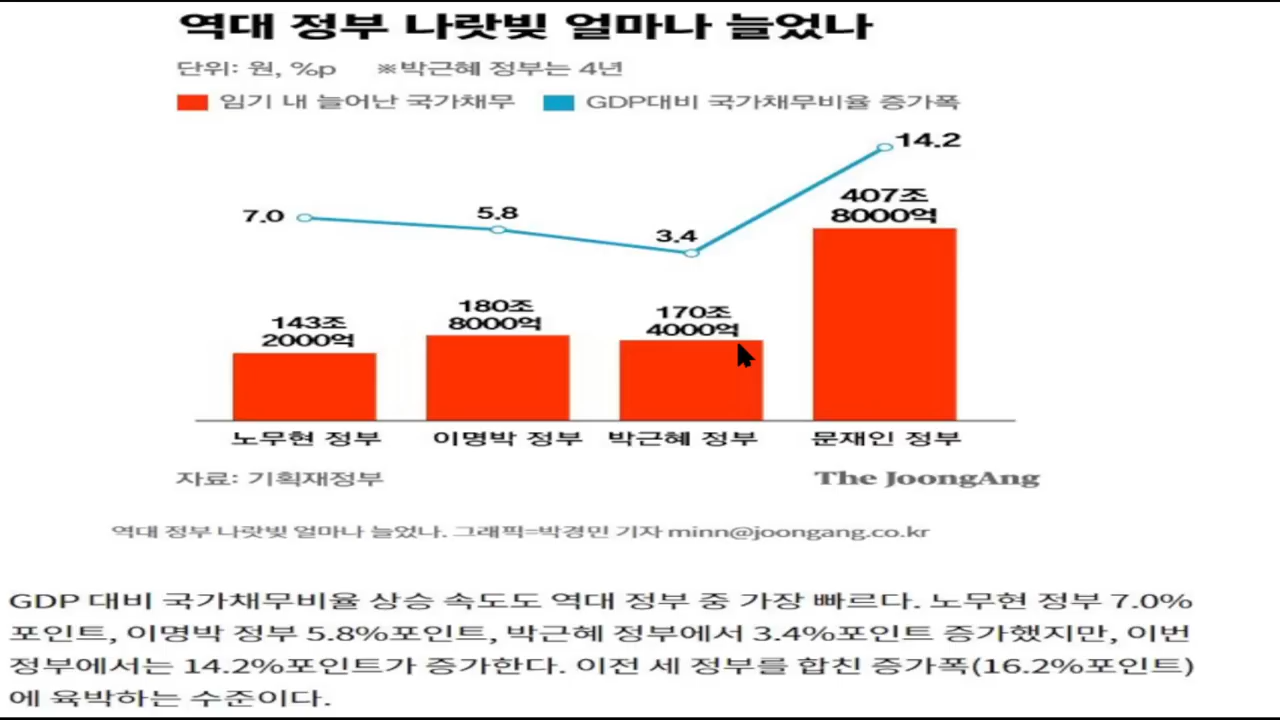 역대 정부 나랏빚 얼마나 늘었나
단위: 원, %p ※박근혜 정부는 4년
임기 내 늘어난 국가채무 GDP대비 국가채무비율 증가폭
14.2
407조
8000억
7.0
5.8
3.4
180조
8000억
170조
4000억
143조
2000억
노무현 정부 이명박 정부 박근혜 정부 문재인 정부
자료: 기획재정부 The JoongAng
역대 정부 나랏빚 얼마나 늘었나. 그래픽=박경민 기자 minn@joongang.co.kr
GDP 대비 국가채무비율 상승 속도도 역대 정부 중 가장 빠르다. 노무현 정부 7.0%
포인트, 이명박 정부 5.8%포인트, 박근혜 정부에서 3.4%포인트 증가했지만, 이번
정부에서는 14.2%포인트가 증가한다. 이전 세 정부를 합친 증가폭(16.2%포인트)
에 육박하는 수준이다.